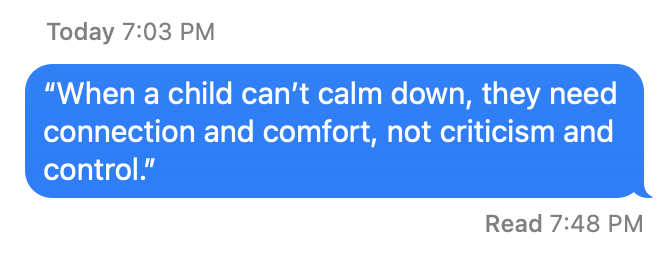 Today 7:03 PM
“When a child can’t calm down, they need
connection and comfort, not criticism and
control.”
Read 7:48 PM